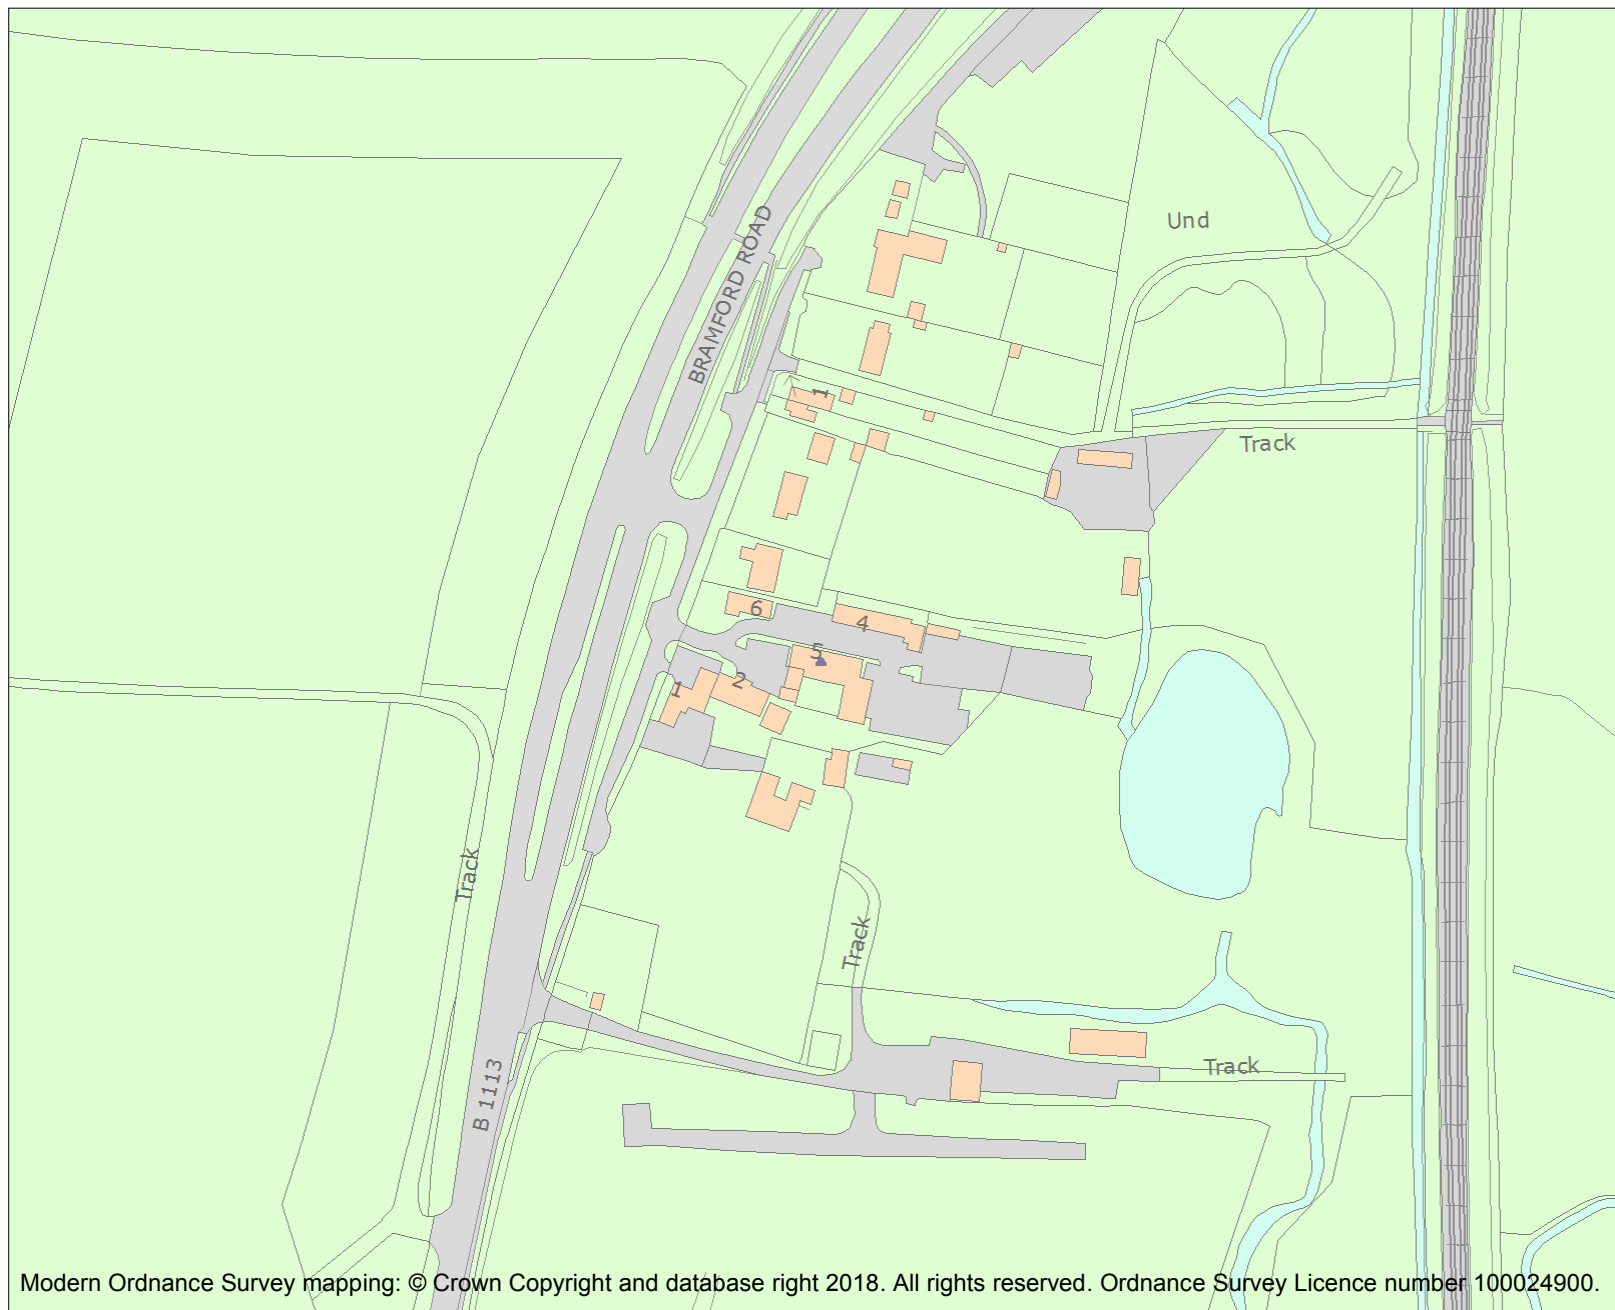 Und
BRAMFORD ROAD
1
Track
6
4
5
2
1
Track
Track
Track
B 1113
Modern Ordnance Survey mapping: © Crown Copyright and database right 2018. All rights reserved. Ordnance Survey Licence number 100024900.